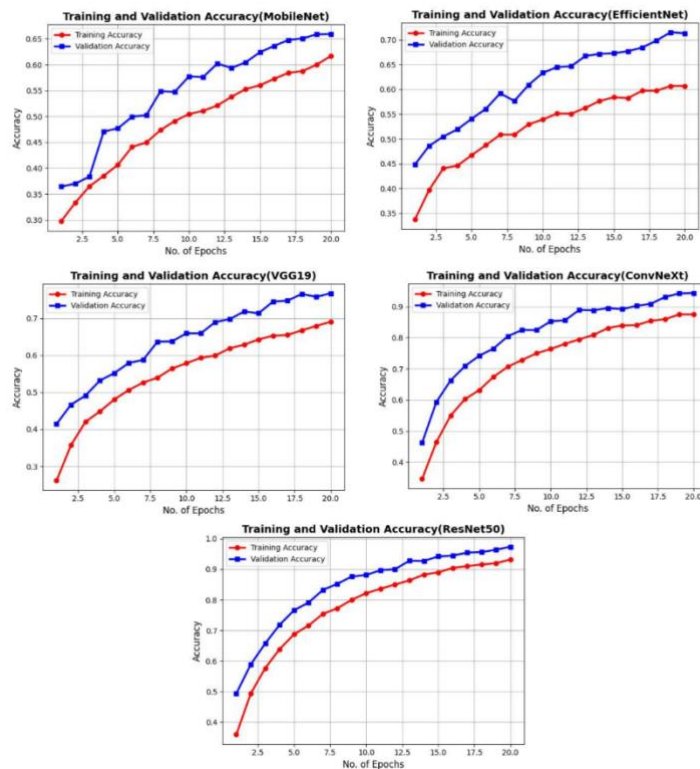 Training and Validation Accuracy(MobileNet)
Training Accuracy
Validation Accuracy
Accuracy
0.65
0.60
0.55
0.50
0.45
0.40
0.35
0.30
2.5 5.0 7.5 10.0 12.5 15.0 17.5 20.0
No. of Epochs
Training and Validation Accuracy(EfficientNet)
Training Accuracy
Validation Accuracy
Accuracy
0.70
0.65
0.60
0.55
0.50
0.45
0.40
0.35
2.5 5.0 7.5 10.0 12.5 15.0 17.5 20.0
No. of Epochs
Training and Validation Accuracy(VGG19)
Training Accuracy
Validation Accuracy
Accuracy
0.7
0.6
0.5
0.4
0.3
2.5 5.0 7.5 10.0 12.5 15.0 17.5 20.0
No. of Epochs
Training and Validation Accuracy(ConvNeXt)
Training Accuracy
Validation Accuracy
Accuracy
0.9
0.8
0.7
0.6
0.5
0.4
2.5 5.0 7.5 10.0 12.5 15.0 17.5 20.0
No. of Epochs
Training and Validation Accuracy(ResNet50)
Training Accuracy
Validation Accuracy
Accuracy
1.0
0.9
0.8
0.7
0.6
0.5
0.4
2.5 5.0 7.5 10.0 12.5 15.0 17.5 20.0
No. of Epochs